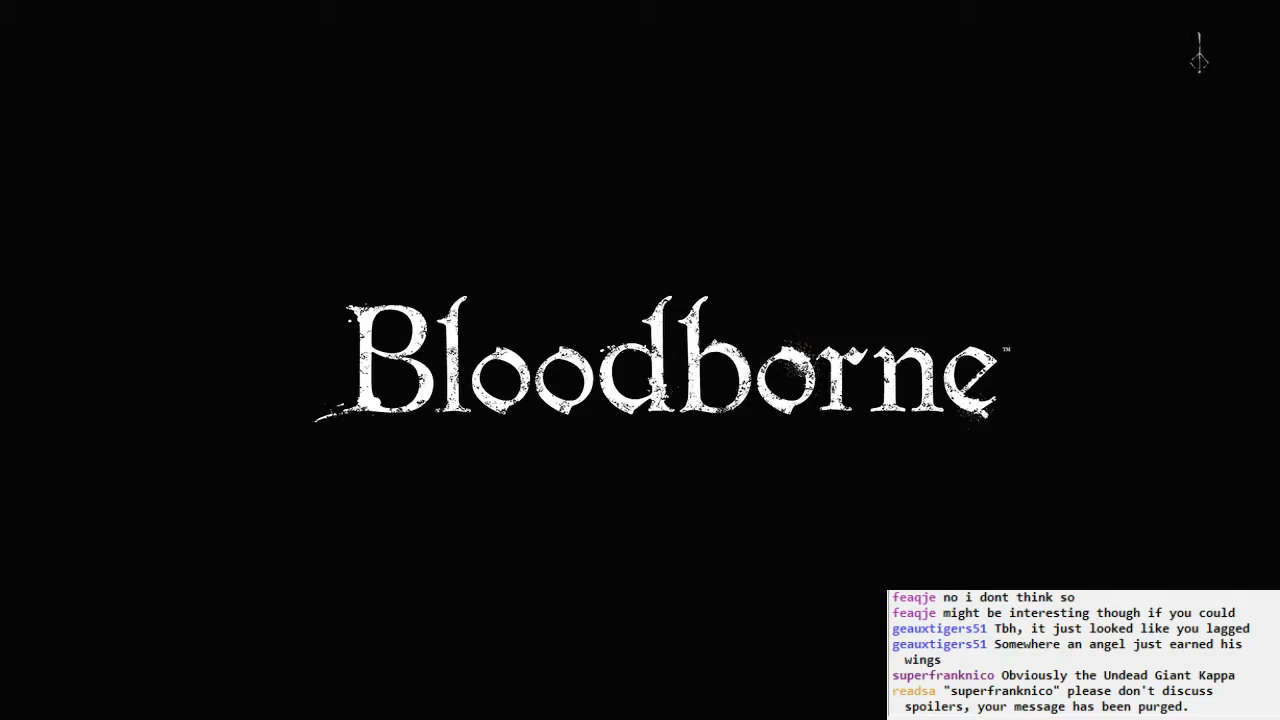 Bloodborne™
feaqje no i dont think so
feaqje might be interesting though if you could
geauxtigers51 Tbh, it just looked like you lagged
geauxtigers51 Somewhere an angel just earned his
wings
superfranknico Obviously the Undead Giant Kappa
readsa "superfranknico" please don't discuss
spoilers, your message has been purged.